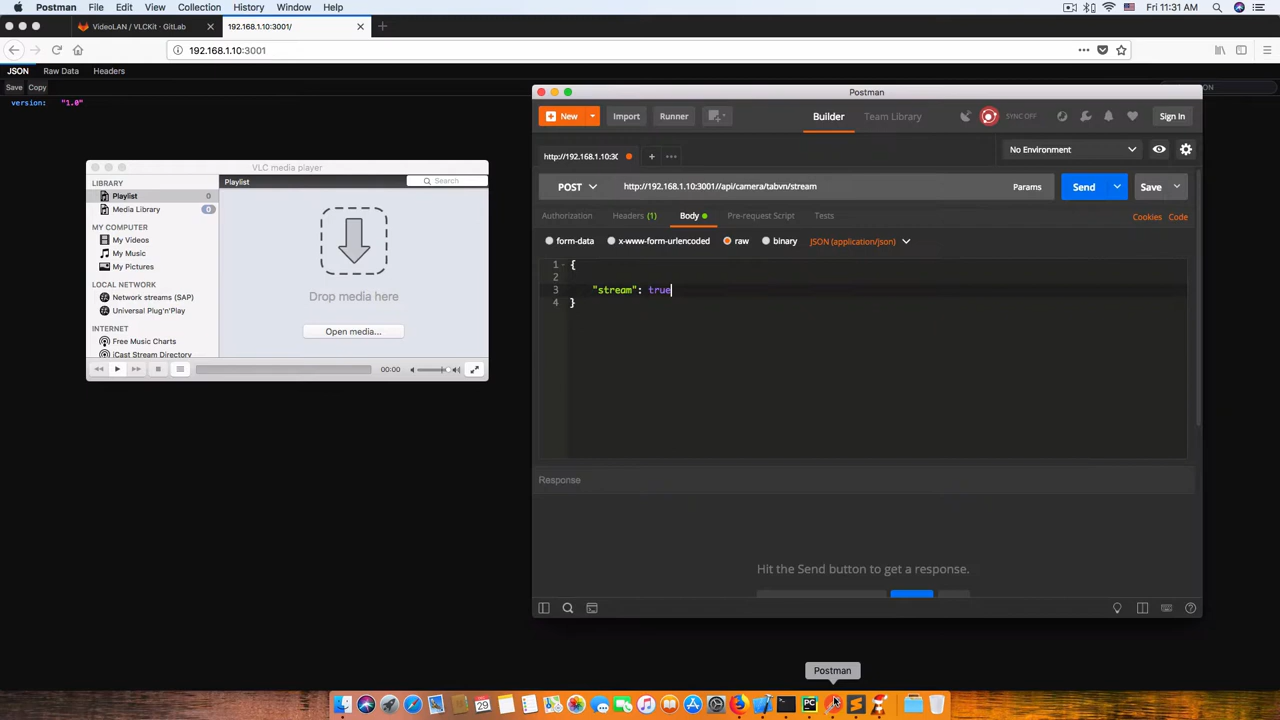 Postman File Edit View Collection History Window Help Fri 11:31 AM
VideoLAN / VLCKit · GitLab 192.168.1.10:3001/
192.168.1.10:3001
JSON Raw Data Headers
Save Copy
version: "1.0"
VLC media player
LIBRARY
Playlist 0
Media Library 0
MY COMPUTER
My Videos
My Music
My Pictures
LOCAL NETWORK
Network streams (SAP)
Universal Plug'n'Play
INTERNET
Free Music Charts
iCast Stream Directory
Playlist Search
Drop media here
Open media...
00:00
Postman
New Import Runner Builder Team Library SYNC OFF Sign In
http://192.168.1.10:3 No Environment
POST http://192.168.1.10:3001//api/camera/tabvn/stream Params Send Save
Authorization Headers (1) Body Pre-request Script Tests Cookies Code
form-data x-www-form-urlencoded raw binary JSON (application/json)
1 {
2
3 "stream": true
4 }
Response
Hit the Send button to get a response.
Postman
29